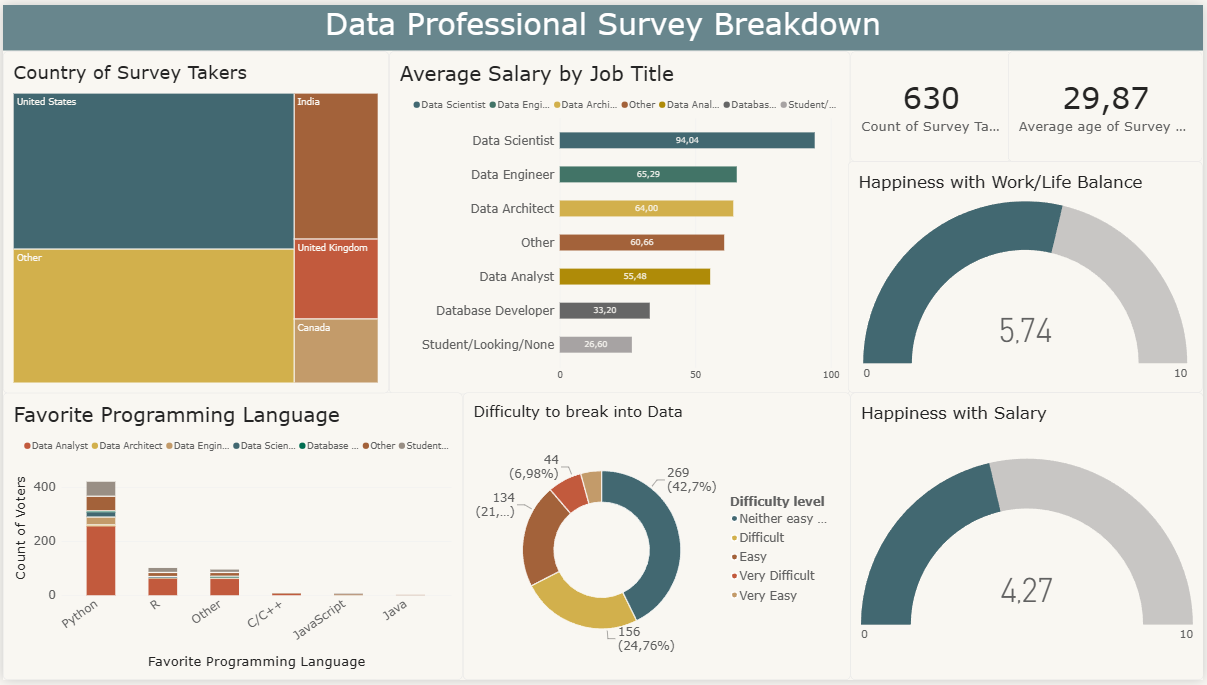 Data Professional Survey Breakdown
Country of Survey Takers
United States
India
Other
United Kingdom
Canada
Average Salary by Job Title
Data Scientist
Data Engi...
Data Archi...
Other
Data Anal...
Databas...
Student/...
Data Scientist
94,04
Data Engineer
65,29
Data Architect
64,00
Other
60,66
Data Analyst
55,48
Database Developer
33,20
Student/Looking/None
26,60
0
50
100
630
Count of Survey Ta...
29,87
Average age of Survey ...
Happiness with Work/Life Balance
5,74
0
10
Favorite Programming Language
Data Analyst
Data Architect
Data Engin...
Data Scien...
Database ...
Other
Student...
Count of Voters
400
200
0
Python
R
Other
C/C++
JavaScript
Java
Favorite Programming Language
Difficulty to break into Data
44
(6,98%)
269
(42,7%)
134
(21,...)
156
(24,76%)
Difficulty level
Neither easy ...
Difficult
Easy
Very Difficult
Very Easy
Happiness with Salary
4,27
0
10